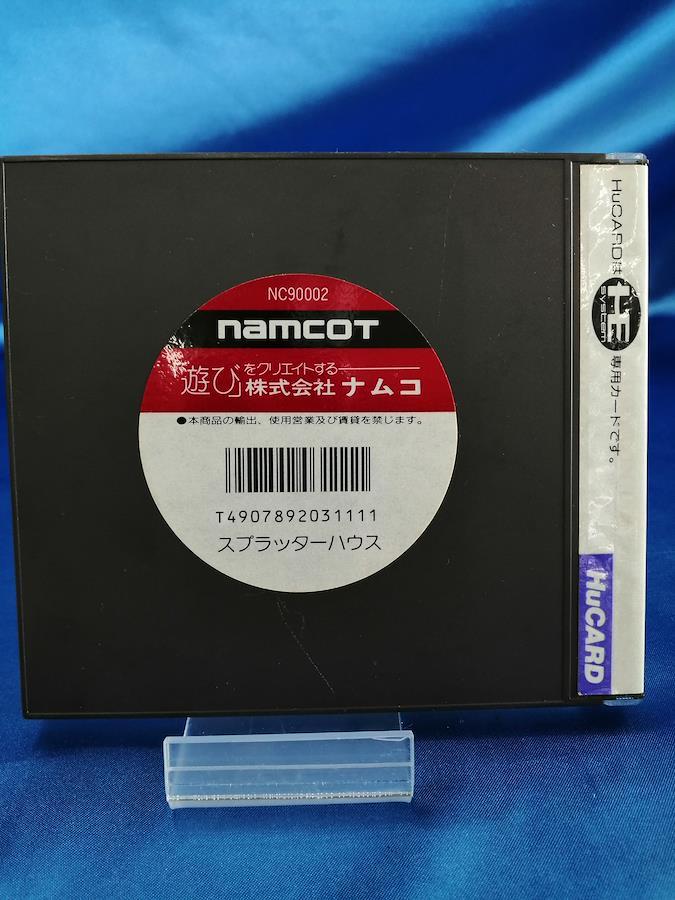 NC90002
namcot
「遊び」をクリエイトする
株式会社ナムコ
●本商品の輸出、使用営業及び賃貸を禁じます。
T4907892031111
スプラッターハウス
HuCARDは HE SYSTEM 専用カードです。
HuCARD